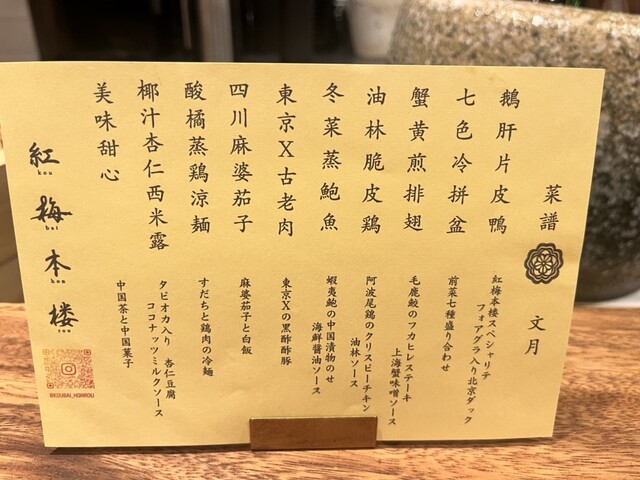 菜譜
文月
鵝肝片皮鴨
紅梅本楼スペシャリテ
フォアグラ入り北京ダック
七色冷拼盆
前菜七種盛り合わせ
蟹黄煎排翅
毛鹿鮫のフカヒレステーキ
上海蟹味噌ソース
油林脆皮鶏
阿波尾鶏のクリスピーチキン
油林ソース
冬菜蒸鮑魚
蝦夷鮑の中国漬物のせ
海鮮醤油ソース
東京X古老肉
東京Xの黒酢酢豚
四川麻婆茄子
麻婆茄子と白飯
酸橘蒸鶏涼麺
すだちと鶏肉の冷麺
椰汁杏仁西米露
タピオカ入り 杏仁豆腐
ココナッツミルクソース
美味甜心
中国茶と中国菓子
紅梅本楼
kou
bai
hon
rou
@KOUBAI_HONROU